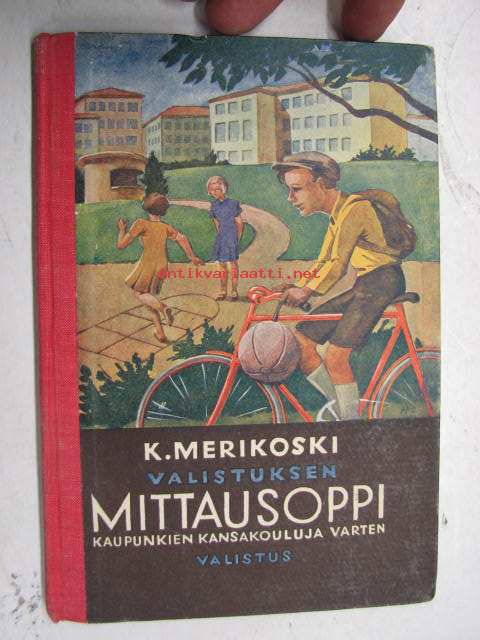 antikvariaatti.net
K. MERIKOSKI
VALISTUKSEN
MITTAUSOPPI
KAUPUNKIEN KANSAKOULUJA VARTEN
VALISTUS